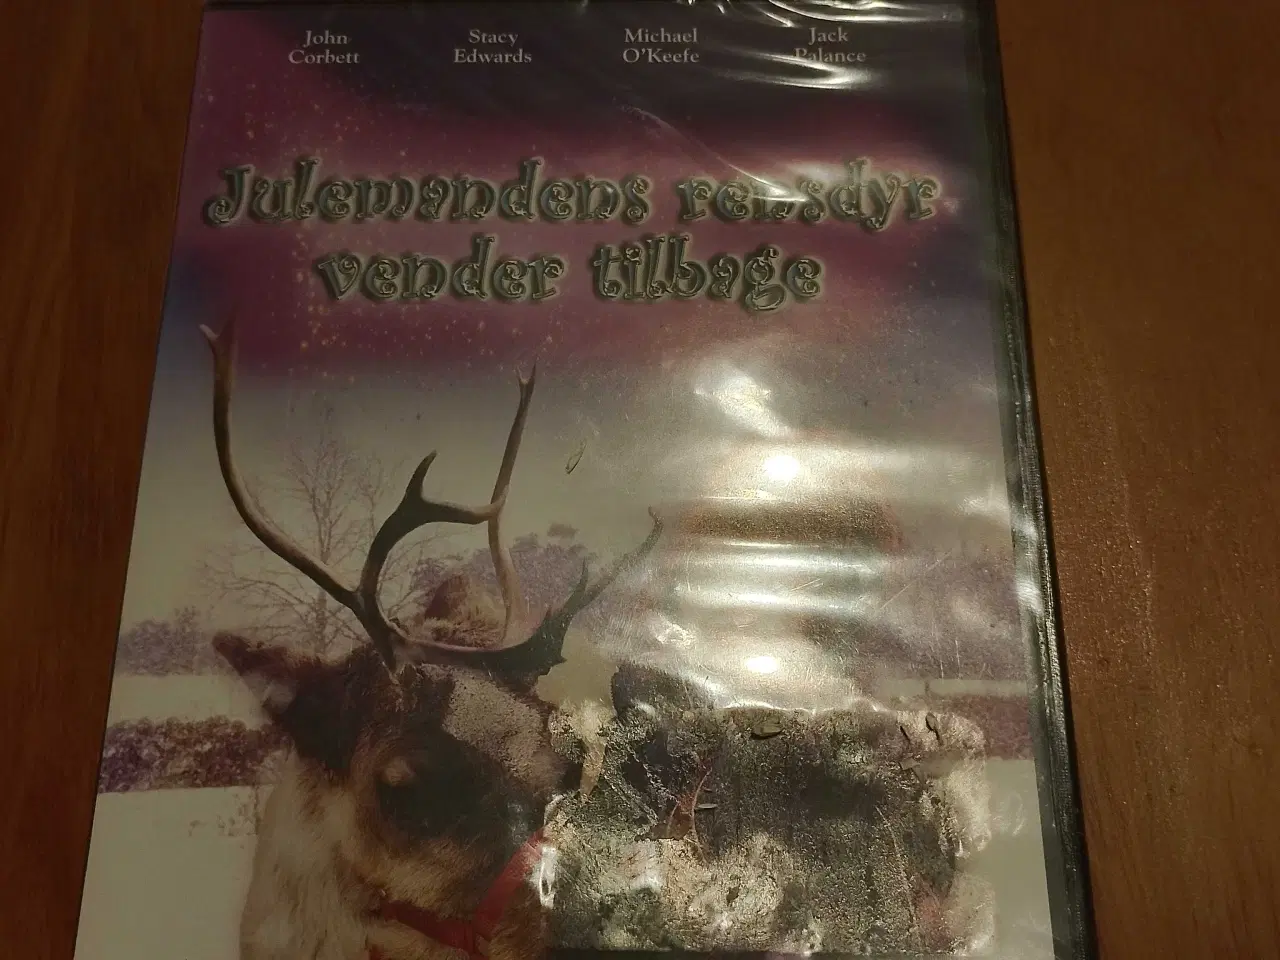 John Stacy Michael Jack
Corbett Edwards O'Keefe Palance
Julemandens rensdyr
vender tilbage